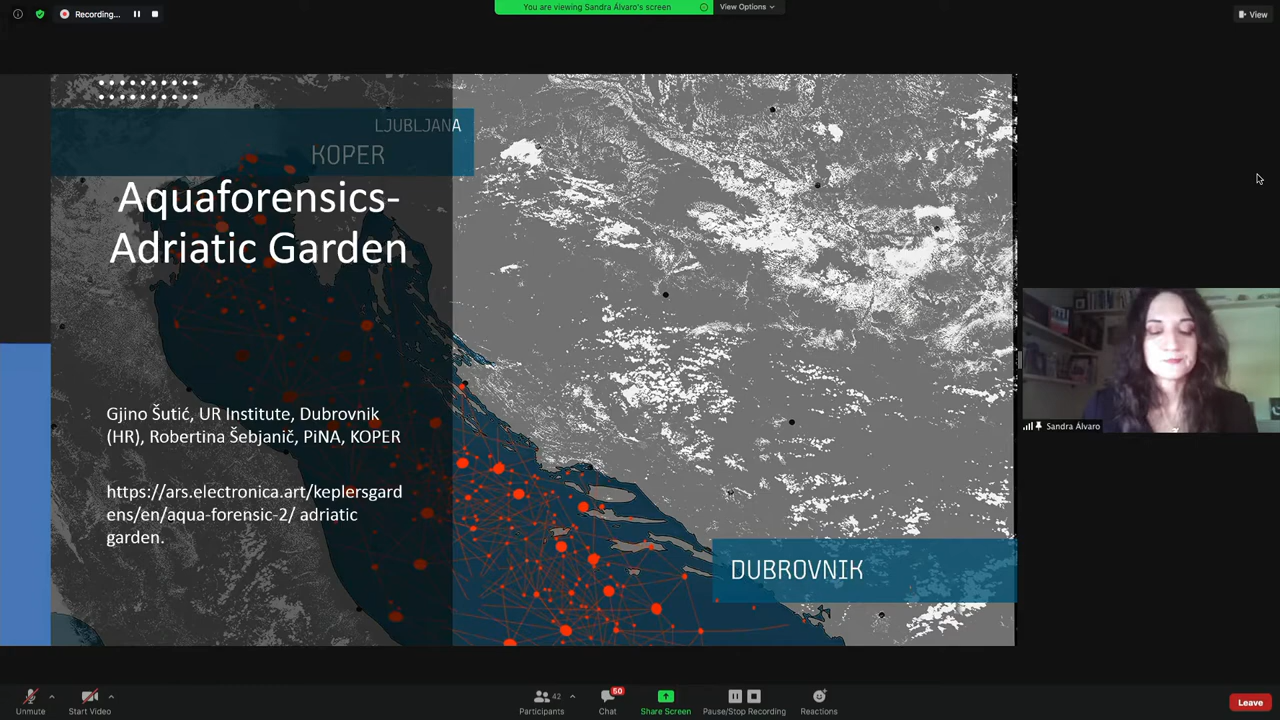 Recording...
You are viewing Sandra Álvaro's screen
View Options
View
LJUBLJANA
KOPER
Aquaforensics-
Adriatic Garden
Gjino Šutić, UR Institute, Dubrovnik
(HR), Robertina Šebjanič, PiNA, KOPER
https://ars.electronica.art/keplersgard
ens/en/aqua-forensic-2/ adriatic
garden.
DUBROVNIK
Sandra Álvaro
Unmute
Start Video
42
Participants
50
Chat
Share Screen
Pause/Stop Recording
Reactions
Leave